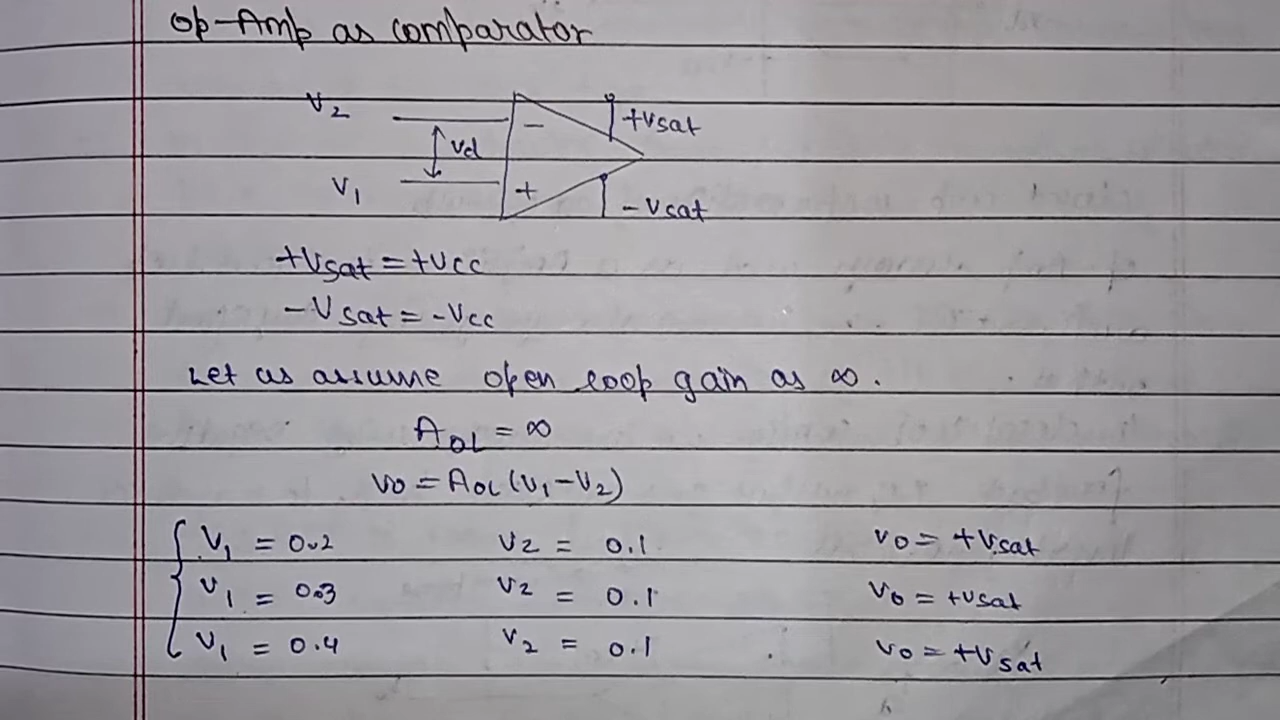 Op-Amp as comparator
V2
- +Vsat
Vd
V1
+ -Vsat
+Vsat = +Vcc
-Vsat = -Vcc
Let us assume open loop gain as ∞.
AOL = ∞
Vo = AOL (V1-V2)
V1 = 0.2 V2 = 0.1 Vo = +Vsat
V1 = 0.3 V2 = 0.1 Vo = +Vsat
V1 = 0.4 V2 = 0.1 Vo = +Vsat